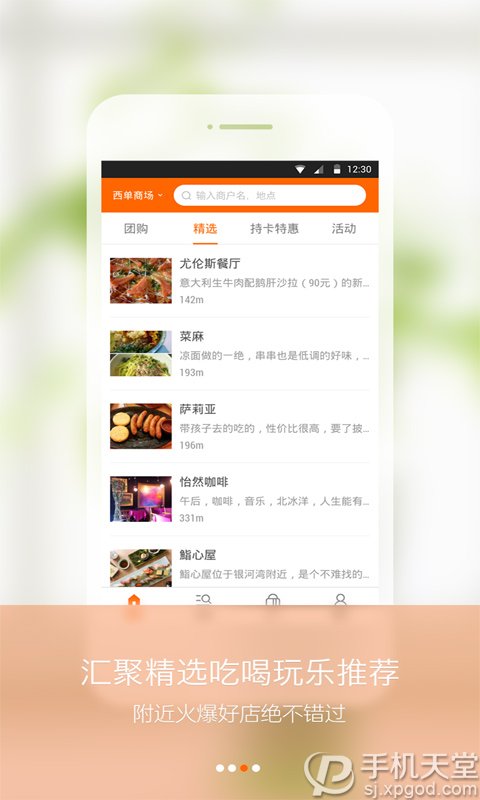 12:30
西单商场
输入商户名、地点
团购 精选 持卡特惠 活动
尤伦斯餐厅
意大利生牛肉配鹅肝沙拉（90元）的新...
142m
菜麻
凉面做的一绝，串串也是低调的好味，...
193m
萨莉亚
带孩子去的吃的，性价比很高，要了披...
196m
怡然咖啡
午后，咖啡，音乐，北冰洋，人生能有...
331m
鮨心屋
鮨心屋位于银河湾附近，是个不难找的...
汇聚精选吃喝玩乐推荐
附近火爆好店绝不错过
手机天堂
sj.xpgod.com